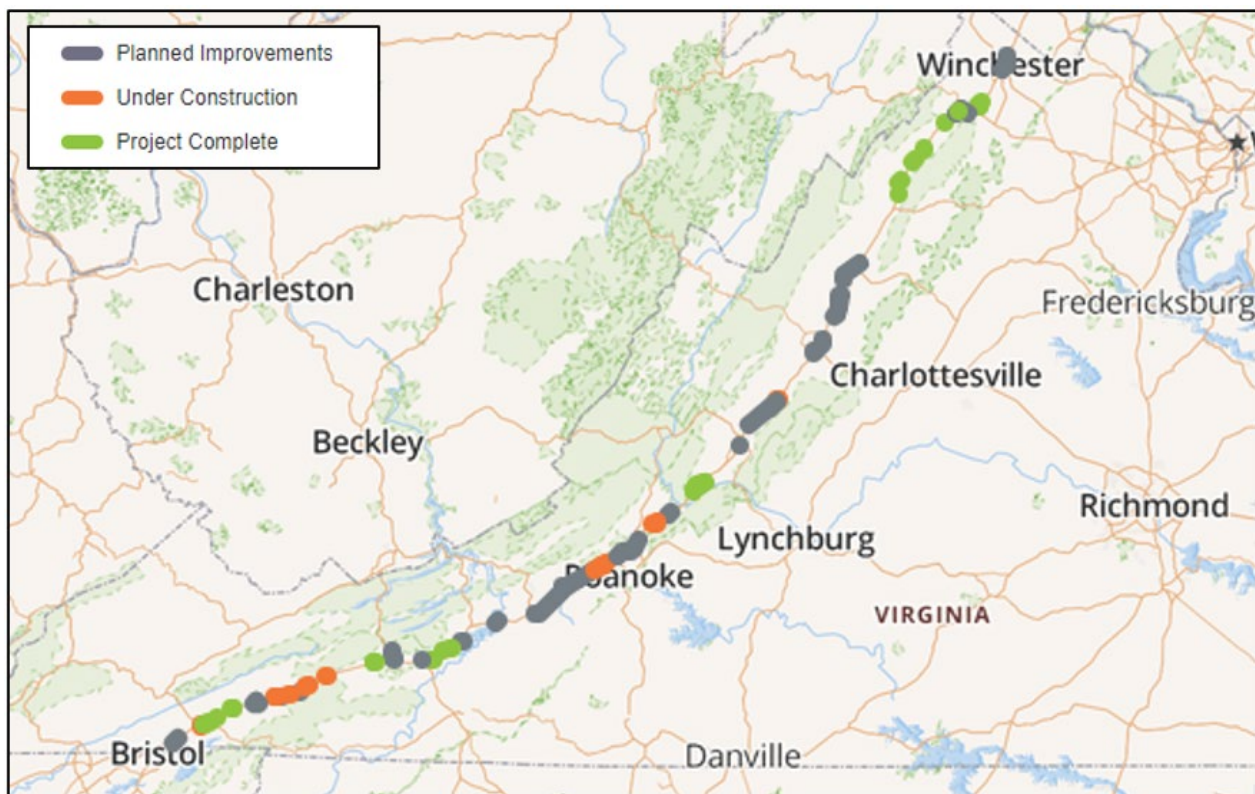 Planned Improvements
Under Construction
Project Complete
Winchester
Charleston
Fredericksburg
Charlottesville
Beckley
Richmond
Lynchburg
Roanoke
VIRGINIA
Bristol
Danville